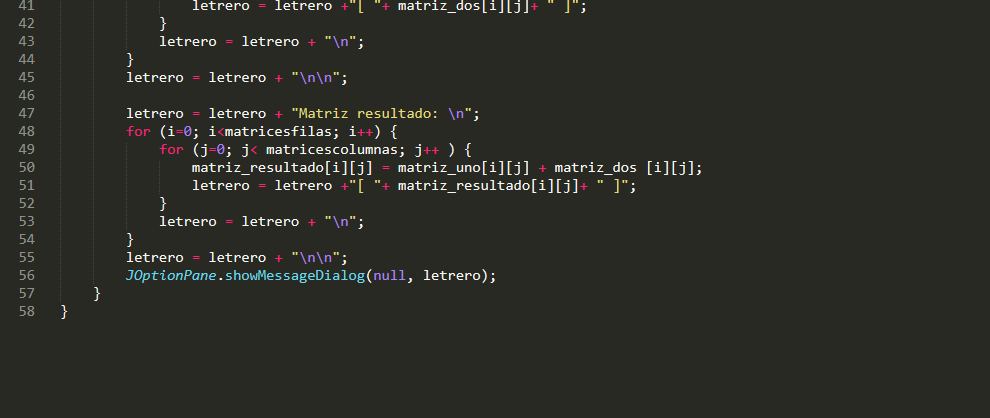 41 letrero = letrero +"[ "+ matriz_dos[i][j]+ " ]";
42 }
43 letrero = letrero + "\n";
44 }
45 letrero = letrero + "\n\n";
46
47 letrero = letrero + "Matriz resultado: \n";
48 for (i=0; i<matricesfilas; i++) {
49 for (j=0; j< matricescolumnas; j++ ) {
50 matriz_resultado[i][j] = matriz_uno[i][j] + matriz_dos [i][j];
51 letrero = letrero +"[ "+ matriz_resultado[i][j]+ " ]";
52 }
53 letrero = letrero + "\n";
54 }
55 letrero = letrero + "\n\n";
56 JOptionPane.showMessageDialog(null, letrero);
57 }
58 }